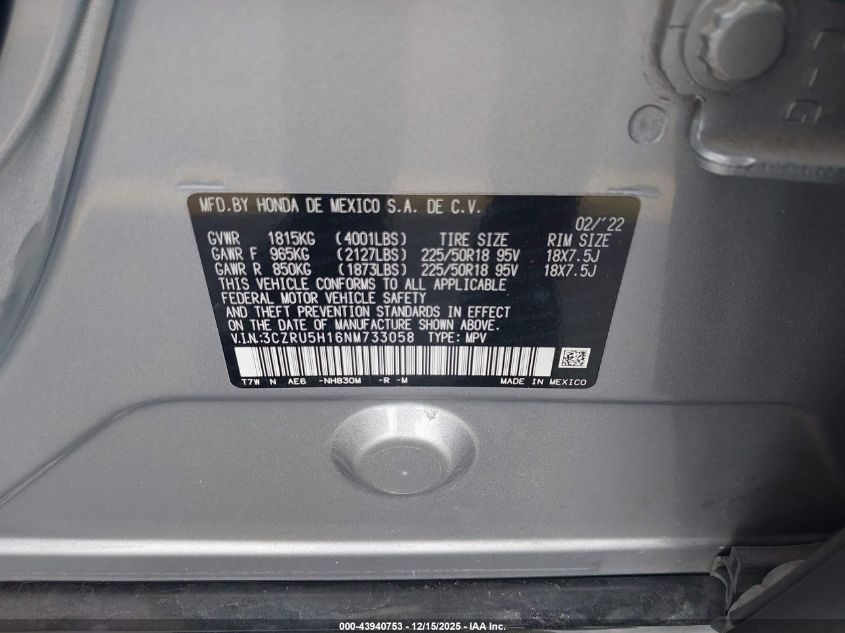 MFD.BY HONDA DE MEXICO S.A. DE C.V.
02/'22
GVWR 1815KG (4001LBS) TIRE SIZE RIM SIZE
GAWR F 965KG (2127LBS) 225/50R18 95V 18X7.5J
GAWR R 850KG (1873LBS) 225/50R18 95V 18X7.5J
THIS VEHICLE CONFORMS TO ALL APPLICABLE
FEDERAL MOTOR VEHICLE SAFETY
AND THEFT PREVENTION STANDARDS IN EFFECT
ON THE DATE OF MANUFACTURE SHOWN ABOVE.
V.I.N.:3CZRU5H16NM733058 TYPE: MPV
T7W N AE6 -NH830M -R -M MADE IN MEXICO
000-43940753 - 12/15/2025 - IAA Inc.